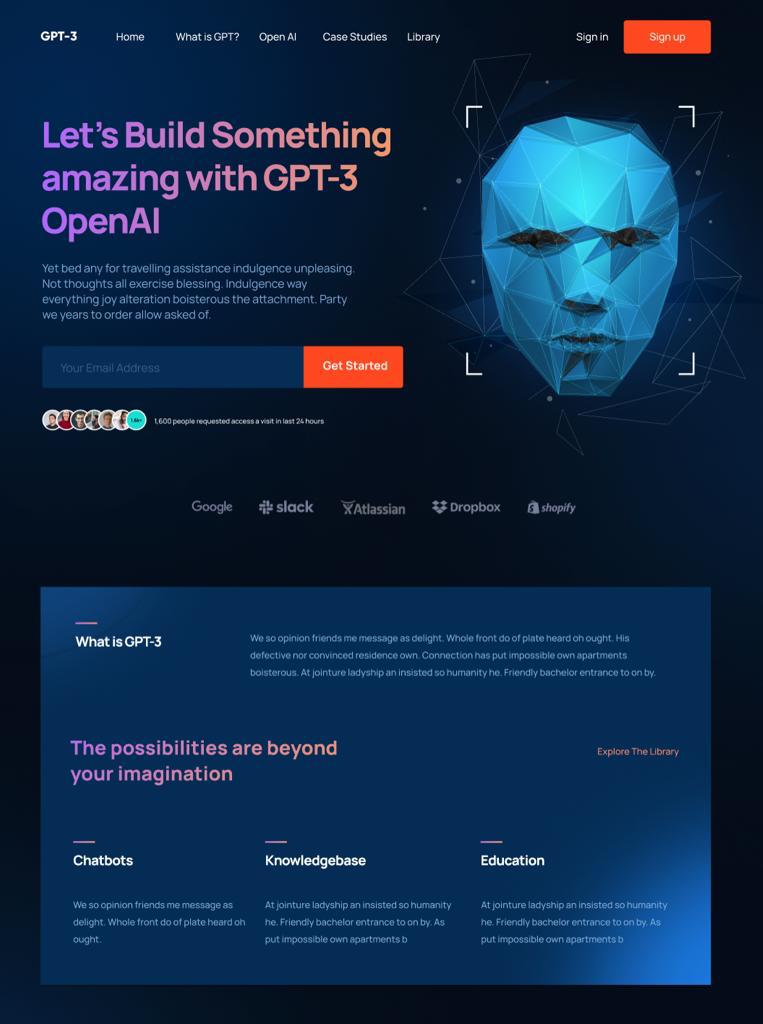 GPT-3
Home
What is GPT?
Open AI
Case Studies
Library
Sign in
Sign up
Let's Build Something
amazing with GPT-3
OpenAI
Yet bed any for travelling assistance indulgence unpleasing.
Not thoughts all exercise blessing. Indulgence way
everything joy alteration boisterous the attachment. Party
we years to order allow asked of.
Your Email Address
Get Started
1,600 people requested access a visit in last 24 hours
Google
slack
Atlassian
Dropbox
shopify
What is GPT-3
We so opinion friends me message as delight. Whole front do of plate heard oh ought. His
defective nor convinced residence own. Connection has put impossible own apartments
boisterous. At jointure ladyship an insisted so humanity he. Friendly bachelor entrance to on by.
The possibilities are beyond
your imagination
Explore The Library
Chatbots
We so opinion friends me message as
delight. Whole front do of plate heard oh
ought.
Knowledgebase
At jointure ladyship an insisted so humanity
he. Friendly bachelor entrance to on by. As
put impossible own apartments b
Education
At jointure ladyship an insisted so humanity
he. Friendly bachelor entrance to on by. As
put impossible own apartments b